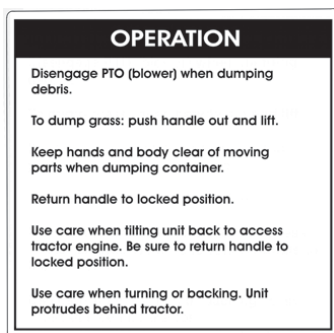 OPERATION
Disengage PTO (blower) when dumping
debris.
To dump grass: push handle out and lift.
Keep hands and body clear of moving
parts when dumping container.
Return handle to locked position.
Use care when tilting unit back to access
tractor engine. Be sure to return handle to
locked position.
Use care when turning or backing. Unit
protrudes behind tractor.